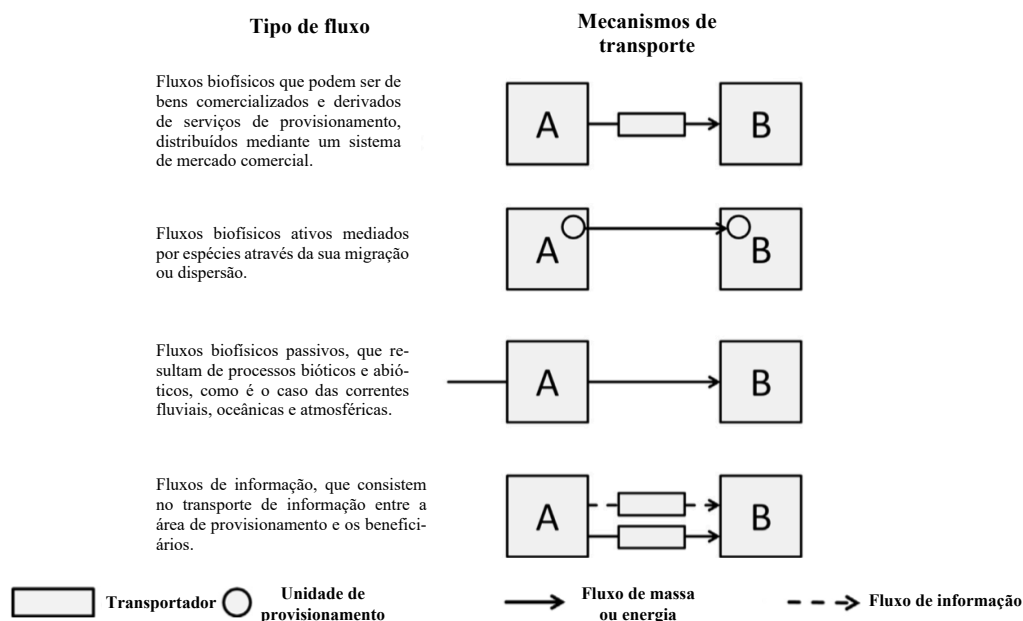 Tipo de fluxo
Mecanismos de
transporte
Fluxos biofísicos que podem ser de
bens comercializados e derivados
de serviços de provisionamento,
distribuídos mediante um sistema
de mercado comercial.
A
B
Fluxos biofísicos ativos mediados
por espécies através da sua migração
ou dispersão.
A
B
Fluxos biofísicos passivos, que re-
sultam de processos bióticos e abió-
ticos, como é o caso das correntes
fluviais, oceânicas e atmosféricas.
A
B
Fluxos de informação, que consistem
no transporte de informação entre a
área de provisionamento e os benefici-
ários.
A
B
Transportador
Unidade de
provisionamento
Fluxo de massa
ou energia
Fluxo de informação